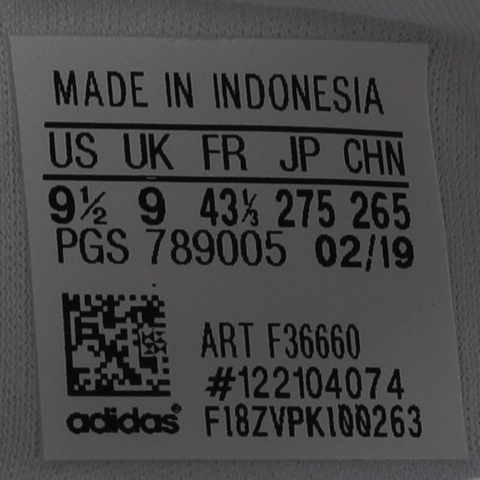 MADE IN INDONESIA
US UK FR JP CHN
9½ 9 43⅓ 275 265
PGS 789005 02/19
ART F36660
#122104074
adidas® F18ZVPK100263